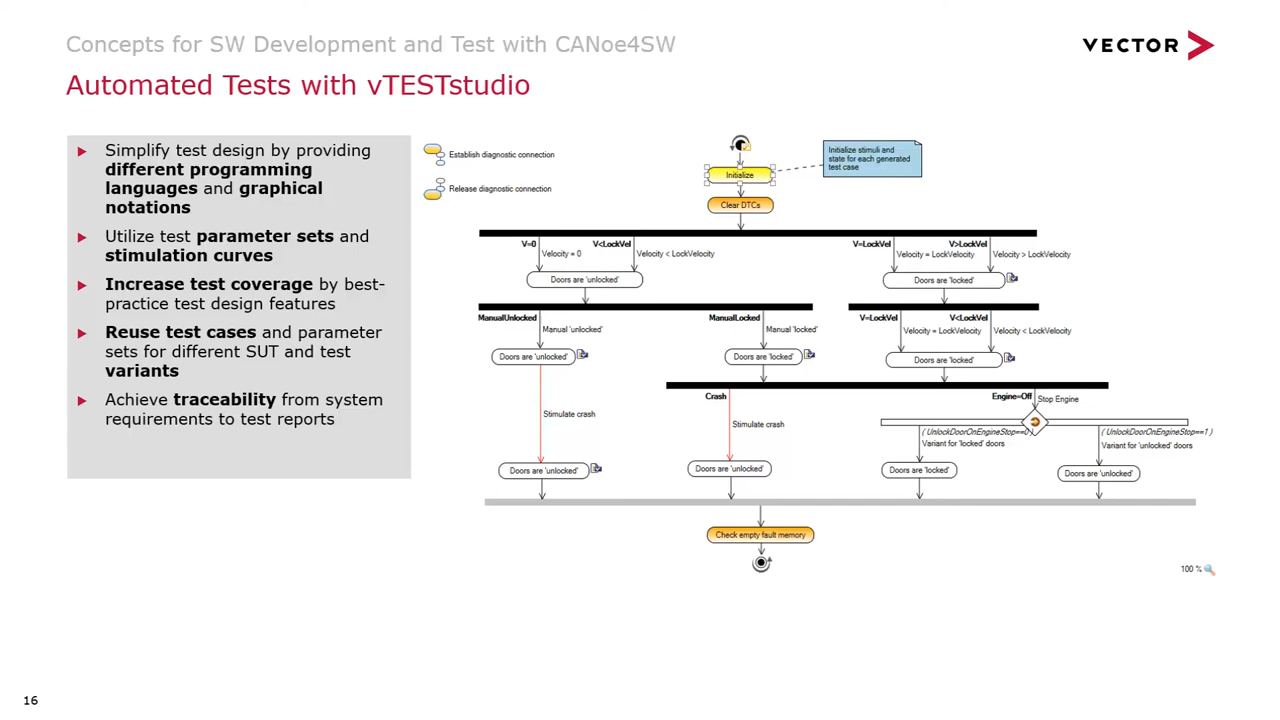 Concepts for SW Development and Test with CANoe4SW
VECTOR
Automated Tests with vTESTstudio
Simplify test design by providing
different programming
languages and graphical
notations
Utilize test parameter sets and
stimulation curves
Increase test coverage by best-
practice test design features
Reuse test cases and parameter
sets for different SUT and test
variants
Achieve traceability from system
requirements to test reports
Establish diagnostic connection
Release diagnostic connection
Initialize
Initialize stimuli and
state for each generated
test case
Clear DTCs
V=0
Velocity = 0
V<LockVel
Velocity < LockVelocity
V=LockVel
Velocity = LockVelocity
V>LockVel
Velocity > LockVelocity
Doors are 'unlocked'
Doors are 'locked'
ManualUnlocked
Manual 'unlocked'
ManualLocked
Manual 'locked'
V=LockVel
Velocity = LockVelocity
V<LockVel
Velocity < LockVelocity
Doors are 'unlocked'
Doors are 'locked'
Doors are 'locked'
Crash
Engine=Off
Stop Engine
Stimulate crash
Stimulate crash
( UnlockDoorOnEngineStop==0 )
Variant for 'locked' doors
( UnlockDoorOnEngineStop==1 )
Variant for 'unlocked' doors
Doors are 'unlocked'
Doors are 'unlocked'
Doors are 'locked'
Doors are 'unlocked'
Check empty fault memory
100 %
16